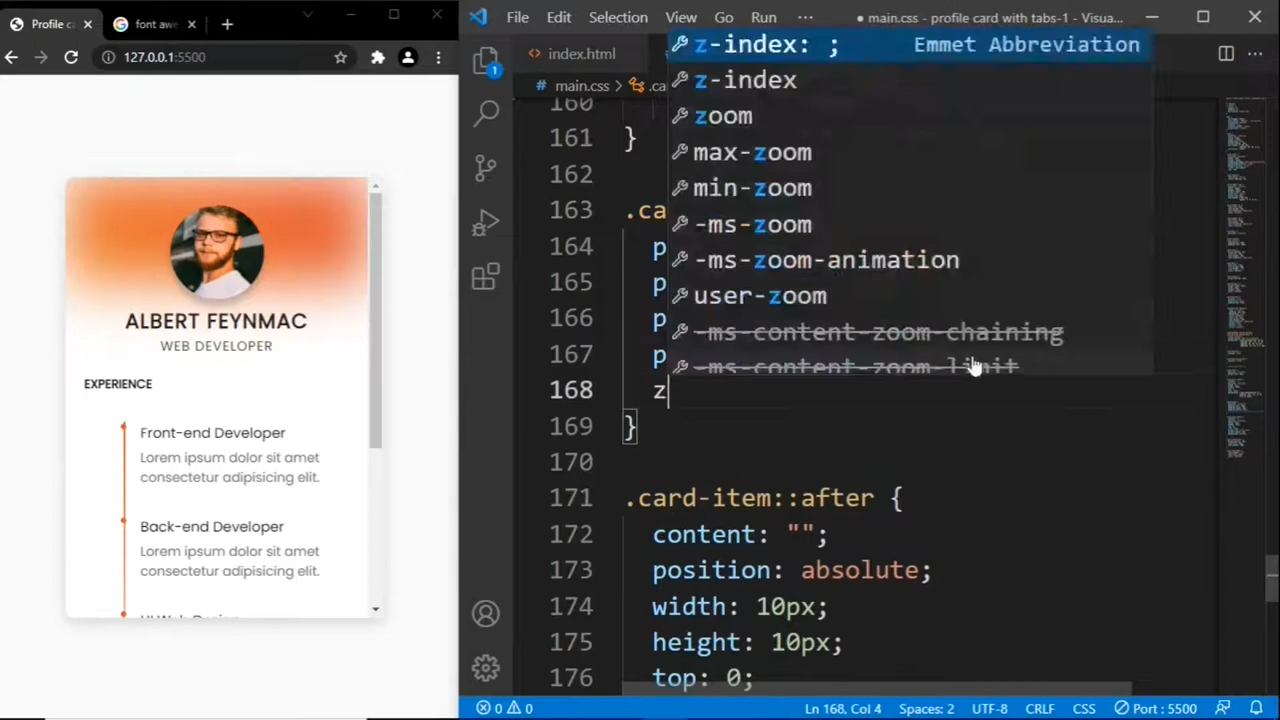 Profile c
font awe
127.0.0.1:5500
ALBERT FEYNMAC
WEB DEVELOPER
EXPERIENCE
Front-end Developer
Lorem ipsum dolor sit amet
consectetur adipisicing elit.
Back-end Developer
Lorem ipsum dolor sit amet
consectetur adipisicing elit.
File Edit Selection View Go Run ··· ● main.css - profile card with tabs-1 - Visua...
index.html
# main.css > .ca
1
z-index: ; Emmet Abbreviation
z-index
zoom
max-zoom
min-zoom
-ms-zoom
-ms-zoom-animation
user-zoom
-ms-content-zoom-chaining
-ms-content-zoom-limit
160
161 }
162
163 .ca
164 p
165 p
166 p
167 p
168 z
169 }
170
171 .card-item::after {
172 content: "";
173 position: absolute;
174 width: 10px;
175 height: 10px;
176 top: 0;
0 0 Ln 168, Col 4 Spaces: 2 UTF-8 CRLF CSS Port : 5500